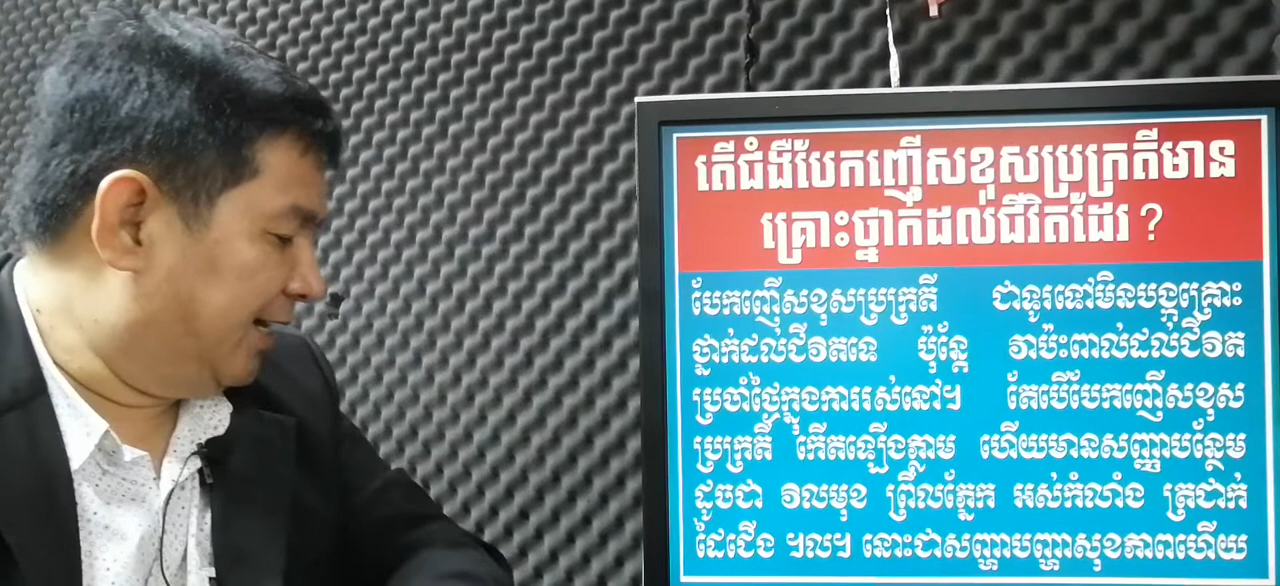 តើជំងឺបែកញើសខុសប្រក្រតីមាន
គ្រោះថ្នាក់ដល់ជីវិតដែរ ?
បែកញើសខុសប្រក្រតី ជាទូរទៅមិនបង្កគ្រោះ
ថ្នាក់ដល់ជីវិតទេ ប៉ុន្តែ វាប៉ះពាល់ដល់ជីវិត
ប្រចាំថ្ងៃក្នុងការរស់នៅ។ តែបើបែកញើសខុស
ប្រក្រតី កើតឡើងភ្លាម ហើយមានសញ្ញាបន្ថែម
ដូចជា វិលមុខ ព្រឹលភ្នែក អស់កំលាំង ត្រជាក់
ដៃជើង ។ល។ នោះជាសញ្ញាបញ្ហាសុខភាពហើយ